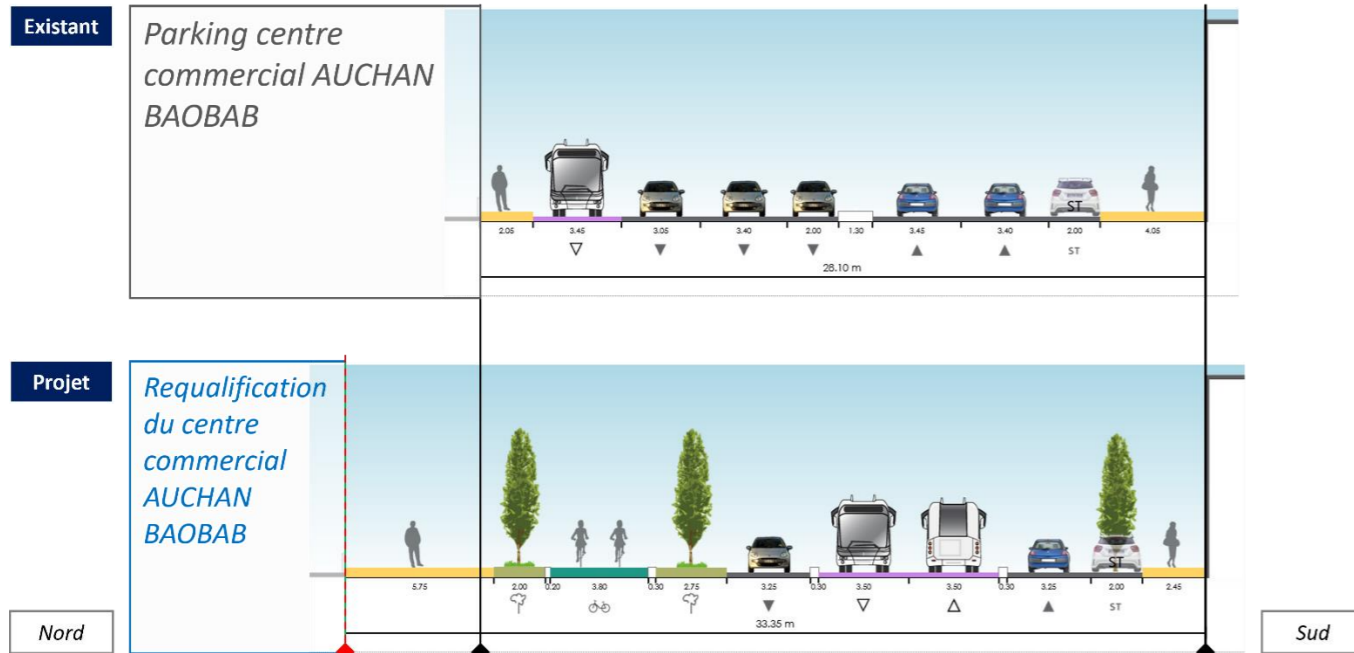 Existant
Parking centre
commercial AUCHAN
BAOBAB
ST
2.05 3.45 3.05 3.40 2.00 1.30 3.45 3.40 2.00 4.05
ST
28.10 m
Projet
Requalification
du centre
commercial
AUCHAN
BAOBAB
ST
5.75 2.00 0.20 3.80 0.30 2.75 3.25 0.30 3.50 3.50 0.30 3.25 2.00 2.45
ST
33.35 m
Nord
Sud